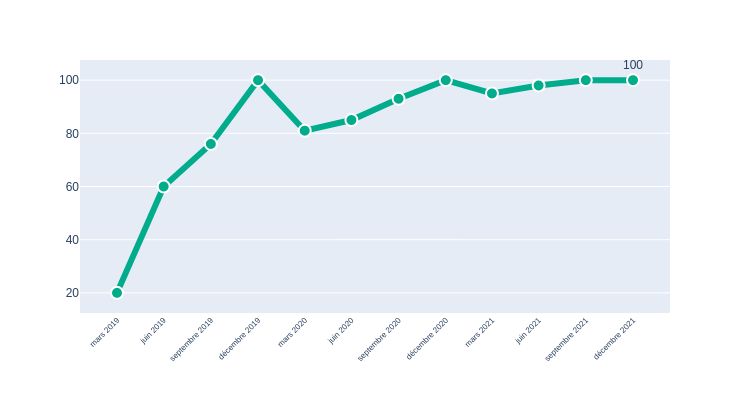 100
100
80
60
40
20
mars 2019
juin 2019
septembre 2019
décembre 2019
mars 2020
juin 2020
septembre 2020
décembre 2020
mars 2021
juin 2021
septembre 2021
décembre 2021